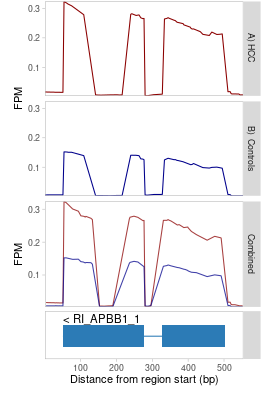 0.3
0.2
0.1
A) HCC
FPM
0.3
0.2
0.1
B) Controls
0.3
0.2
0.1
Combined
FPM
< RI_APBB1_1
100 200 300 400 500
Distance from region start (bp)